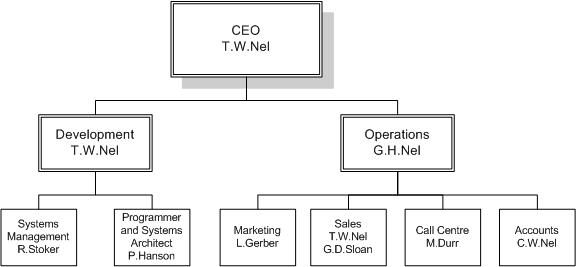 CEO
T.W.Nel
Development
T.W.Nel
Operations
G.H.Nel
Systems
Management
R.Stoker
Programmer
and Systems
Architect
P.Hanson
Marketing
L.Gerber
Sales
T.W.Nel
G.D.Sloan
Call Centre
M.Durr
Accounts
C.W.Nel